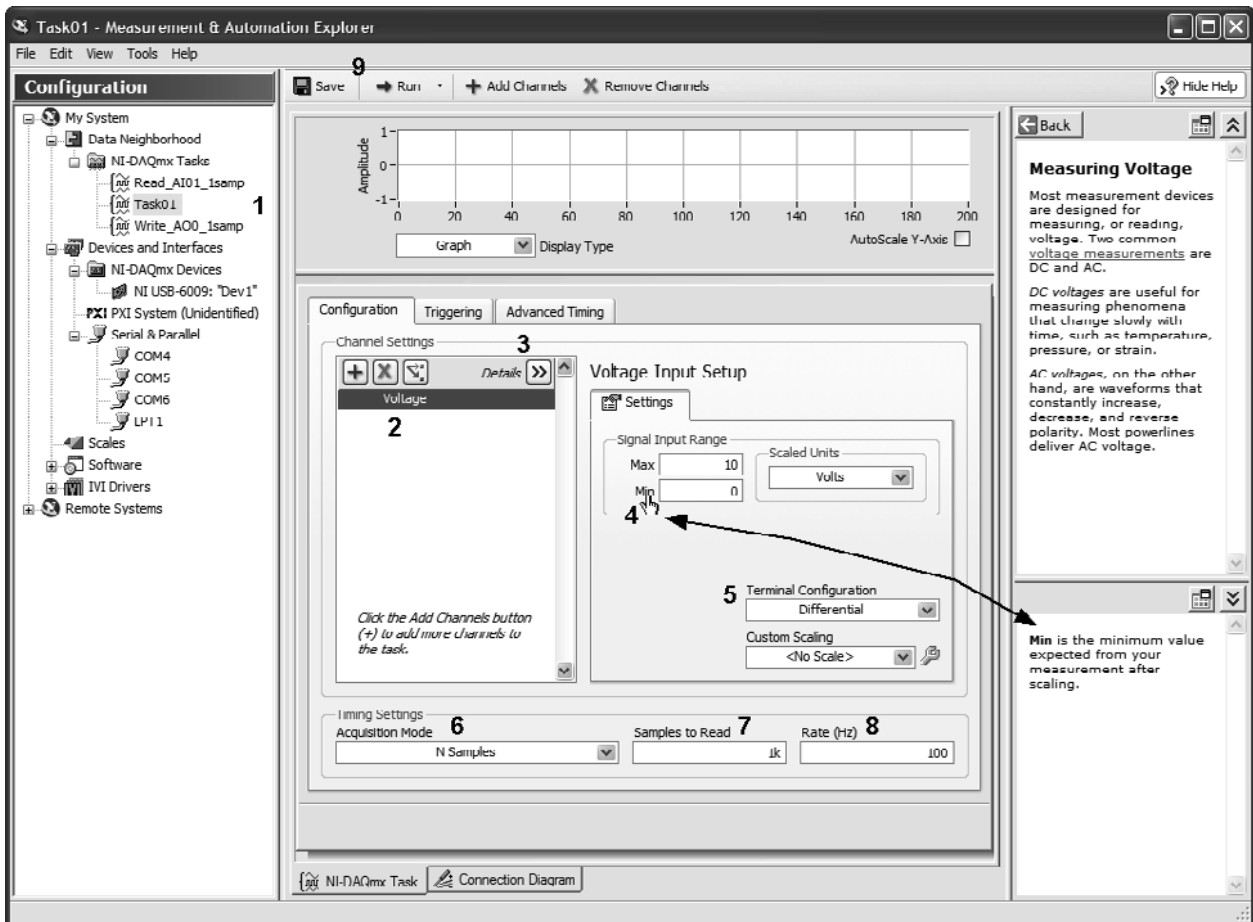 Task01 - Measurement & Automation Explorer
File Edit View Tools Help
Configuration
My System
Data Neighborhood
NI-DAQmx Tasks
Read_AI01_1samp
Task01
1
Write_AO0_1samp
Devices and Interfaces
NI-DAQmx Devices
NI USB-6009: "Dev1"
PXI PXI System (Unidentified)
Serial & Parallel
COM4
COM5
COM6
LPT1
Scales
Software
IVI Drivers
Remote Systems
9
Save Run Add Channels Remove Channels Hide Help
Amplitude
1
0
-1
0 20 40 60 80 100 120 140 160 180 200
Graph Display Type AutoScale Y-Axis
Configuration Triggering Advanced Timing
Channel Settings
3
Details
Voltage
2
Click the Add Channels button
(+) to add more channels to
the task.
Voltage Input Setup
Settings
Signal Input Range
Max 10
Min 0
4
Scaled Units
Volts
5
Terminal Configuration
Differential
Custom Scaling
<No Scale>
Timing Settings
Acquisition Mode 6 Samples to Read 7 Rate (Hz) 8
N Samples 1k 100
NI-DAQmx Task Connection Diagram
Back
Measuring Voltage
Most measurement devices
are designed for
measuring, or reading,
voltage. Two common
voltage measurements are
DC and AC.
DC voltages are useful for
measuring phenomena
that change slowly with
time, such as temperature,
pressure, or strain.
AC voltages, on the other
hand, are waveforms that
constantly increase,
decrease, and reverse
polarity. Most powerlines
deliver AC voltage.
Min is the minimum value
expected from your
measurement after
scaling.